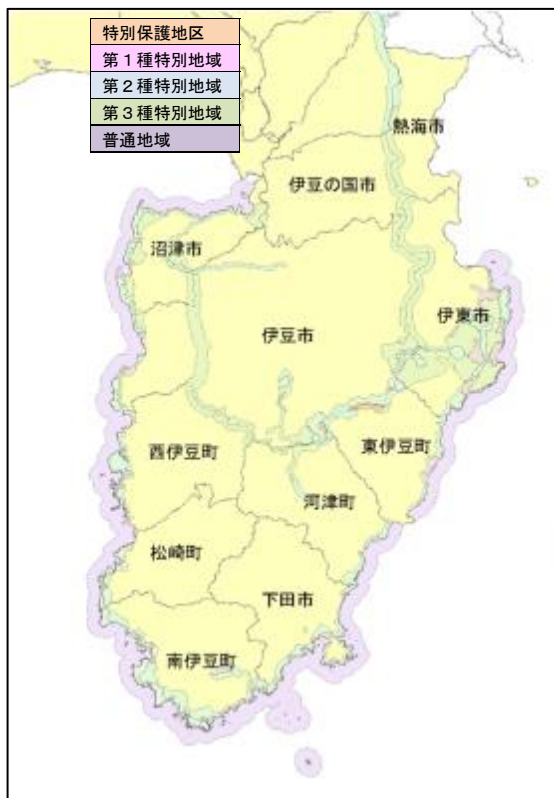 特別保護地区
第1種特別地域
第2種特別地域
第3種特別地域
普通地域
熱海市
伊豆の国市
沼津市
伊東市
伊豆市
西伊豆町
東伊豆町
河津町
松崎町
下田市
南伊豆町